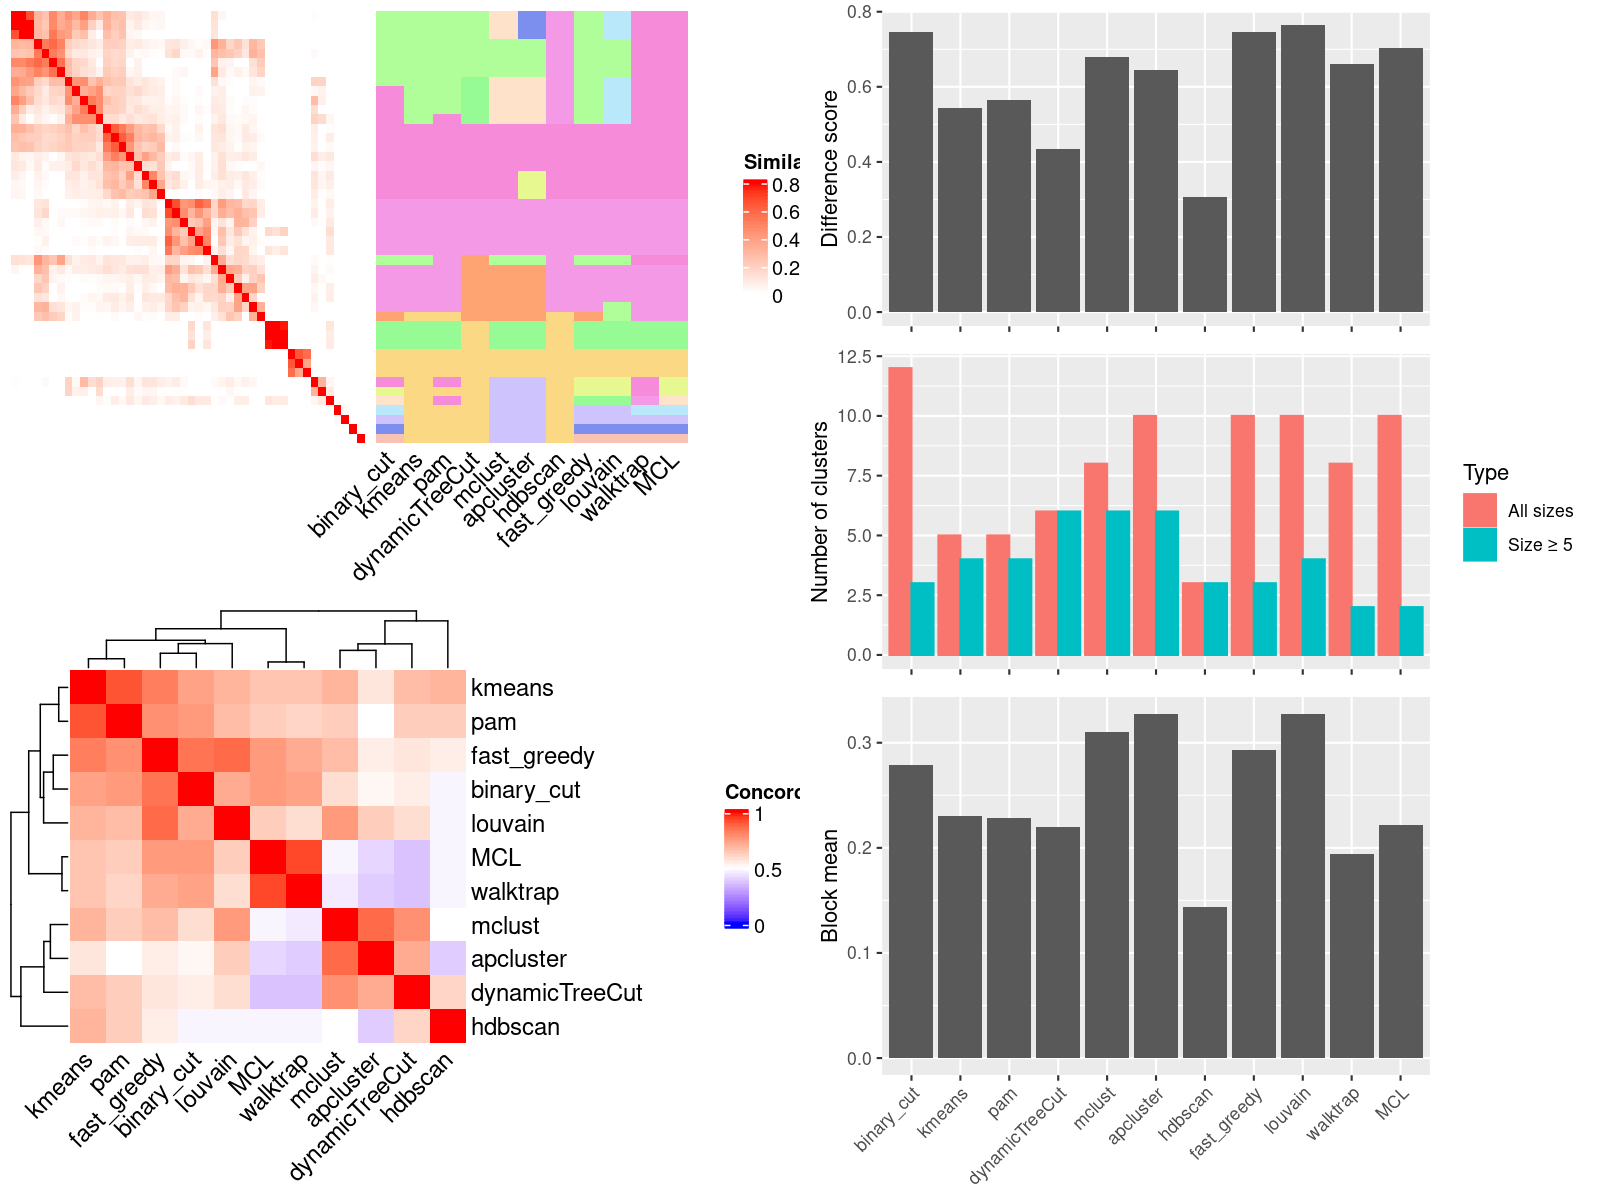 Simila
0.8
0.6
0.4
0.2
0
binary_cut
kmeans
pam
dynamicTreeCut
mclust
apcluster
hdbscan
fast_greedy
louvain
walktrap
MCL
kmeans
pam
fast_greedy
binary_cut
louvain
MCL
walktrap
mclust
apcluster
dynamicTreeCut
hdbscan
kmeans
pam
fast_greedy
binary_cut
louvain
MCL
walktrap
mclust
apcluster
dynamicTreeCut
hdbscan
Concord
1
0.5
0
Difference score
0.8
0.6
0.4
0.2
0.0
Number of clusters
12.5
10.0
7.5
5.0
2.5
0.0
Type
All sizes
Size ≥ 5
Block mean
0.3
0.2
0.1
0.0
binary_cut
kmeans
pam
dynamicTreeCut
mclust
apcluster
hdbscan
fast_greedy
louvain
walktrap
MCL